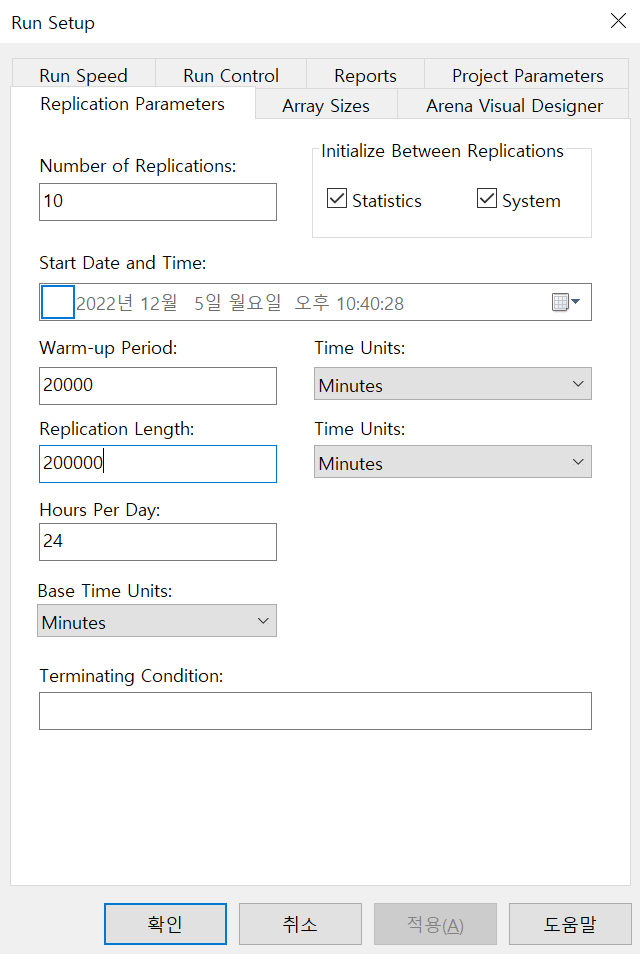 Run Setup
Run Speed Run Control Reports Project Parameters
Replication Parameters Array Sizes Arena Visual Designer
Number of Replications:
10
Initialize Between Replications
Statistics System
Start Date and Time:
2022년 12월 5일 월요일 오후 10:40:28
Warm-up Period: Time Units:
20000 Minutes
Replication Length: Time Units:
200000 Minutes
Hours Per Day:
24
Base Time Units:
Minutes
Terminating Condition:
확인 취소 적용(A) 도움말